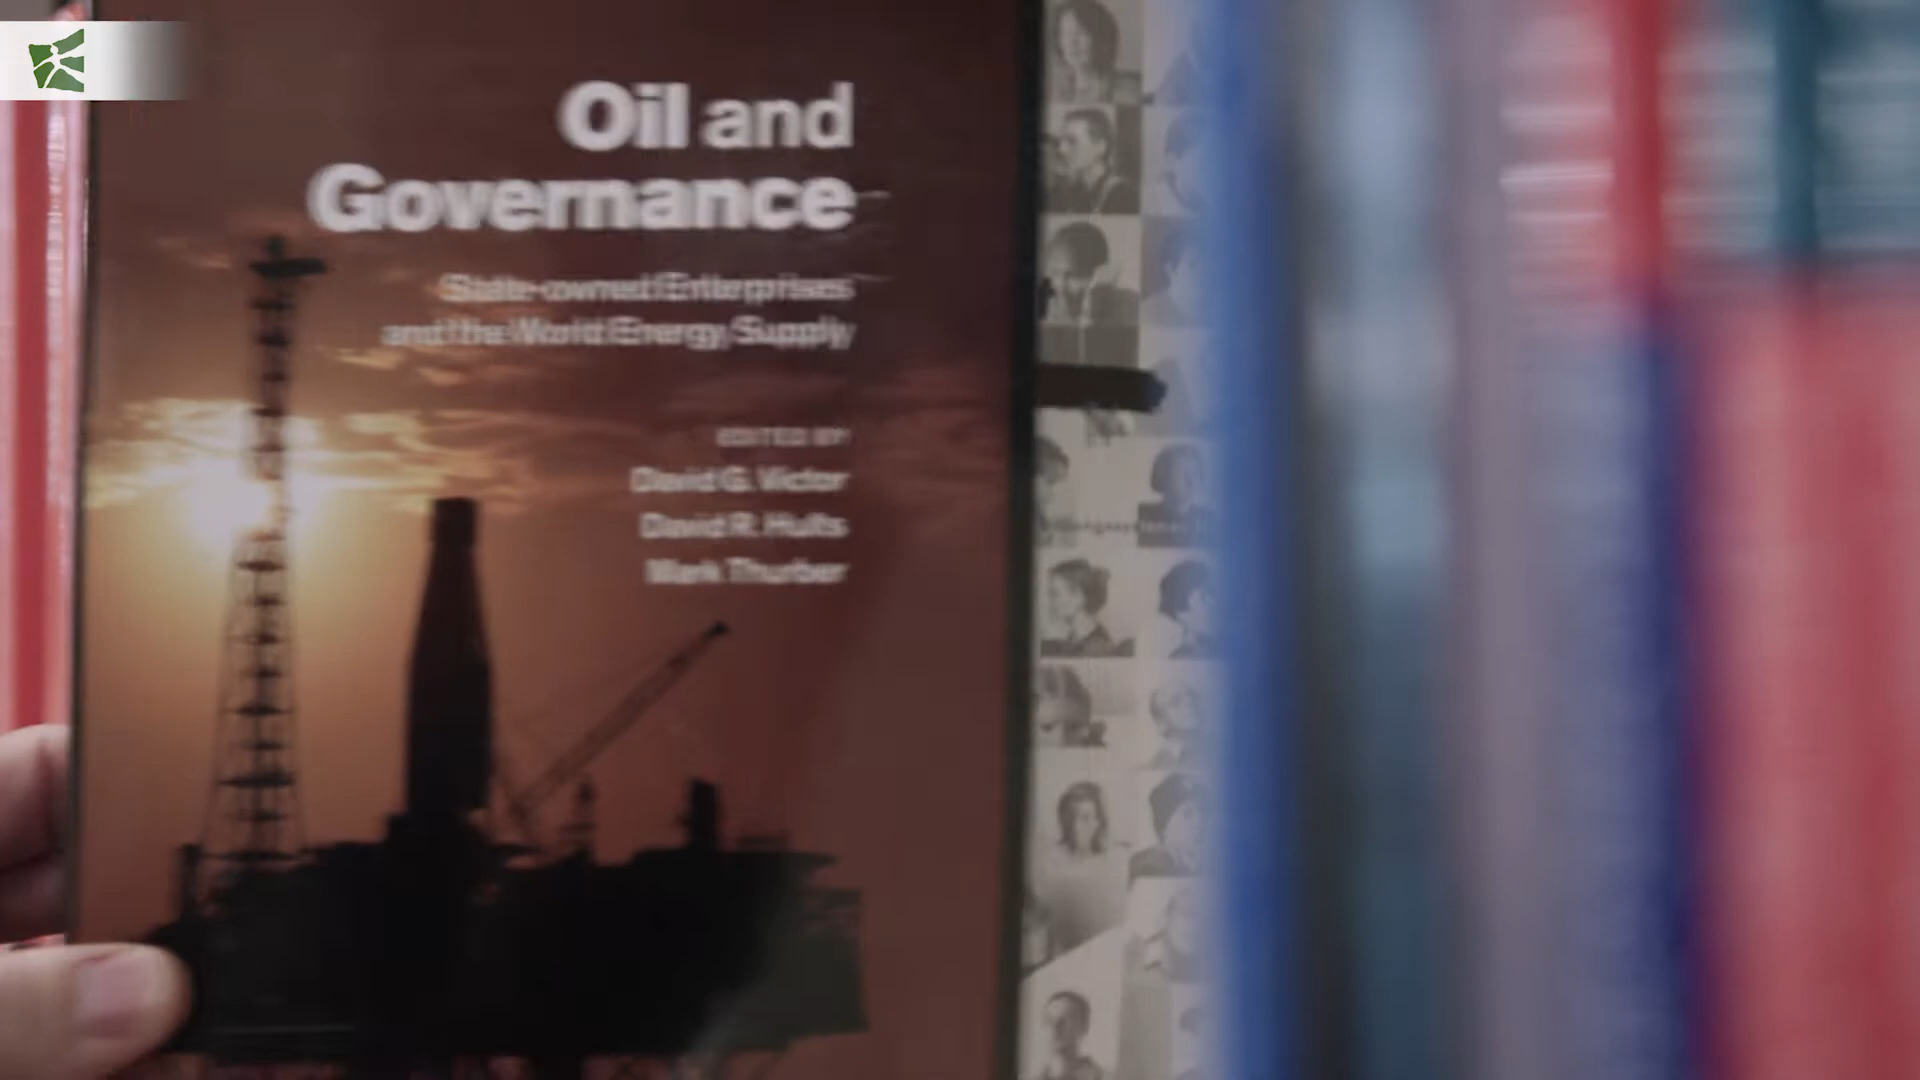 Oil and
Governance
State-owned Enterprises
and the World Energy Supply
EDITED BY
David G. Victor
David R. Hults
Mark Thurber